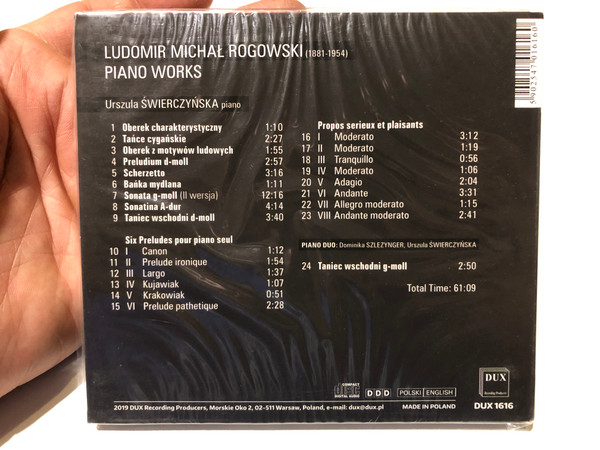 LUDOMIR MICHAŁ ROGOWSKI (1881-1954)
PIANO WORKS
Urszula ŚWIERCZYŃSKA piano
1 Oberek charakterystyczny 1:10
2 Tańce cygańskie 2:27
3 Oberek z motywów ludowych 1:55
4 Preludium d-moll 2:57
5 Scherzetto 3:16
6 Bańka mydlana 1:11
7 Sonata g-moll (II wersja) 12:16
8 Sonatina A-dur 4:14
9 Taniec wschodni d-moll 3:40
Six Preludes pour piano seul
10 I Canon 1:12
11 II Prelude ironique 1:54
12 III Largo 1:37
13 IV Kujawiak 1:07
14 V Krakowiak 0:51
15 VI Prelude pathetique 2:28
Propos serieux et plaisants
16 I Moderato 3:12
17 II Moderato 1:19
18 III Tranquillo 0:56
19 IV Moderato 1:06
20 V Adagio 2:04
21 VI Andante 3:31
22 VII Allegro moderato 1:15
23 VIII Andante moderato 2:41
PIANO DUO: Dominika SZLEZYNGER, Urszula ŚWIERCZYŃSKA
24 Taniec wschodni g-moll 2:50
Total Time: 61:09
5 902547 016160
COMPACT
disc
DIGITAL AUDIO
DDD
POLSKI ENGLISH
DUX
Recording Producers
2019 DUX Recording Producers, Morskie Oko 2, 02-511 Warsaw, Poland, e-mail: dux@dux.pl
MADE IN POLAND
DUX 1616